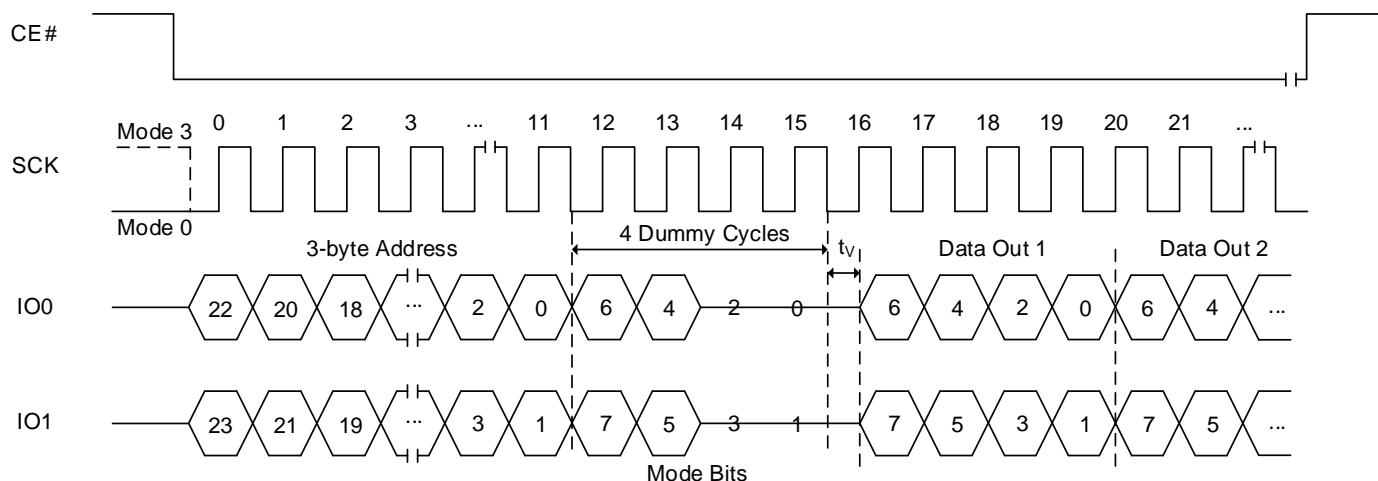 CE#
Mode 3 0 1 2 3 ... 11 12 13 14 15 16 17 18 19 20 21 ...
SCK
Mode 0
3-byte Address 4 Dummy Cycles tV Data Out 1 Data Out 2
IO0 22 20 18 ... 2 0 6 4 2 0 6 4 2 0 6 4 ...
IO1 23 21 19 ... 3 1 7 5 3 1 7 5 3 1 7 5 ...
Mode Bits